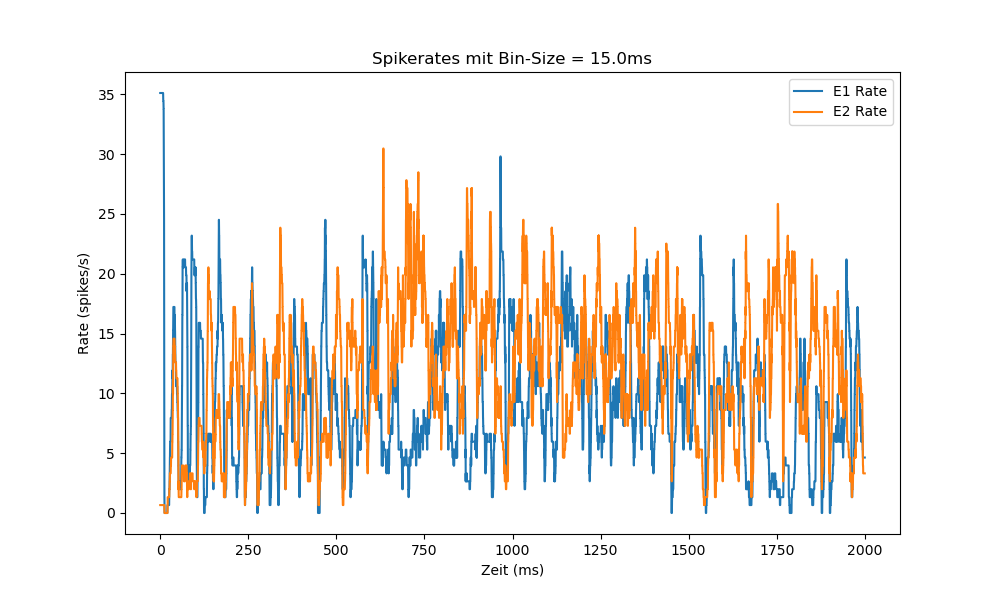 Spikerates mit Bin-Size = 15.0ms
E1 Rate
E2 Rate
Rate (spikes/s)
35
30
25
20
15
10
5
0
0 250 500 750 1000 1250 1500 1750 2000
Zeit (ms)